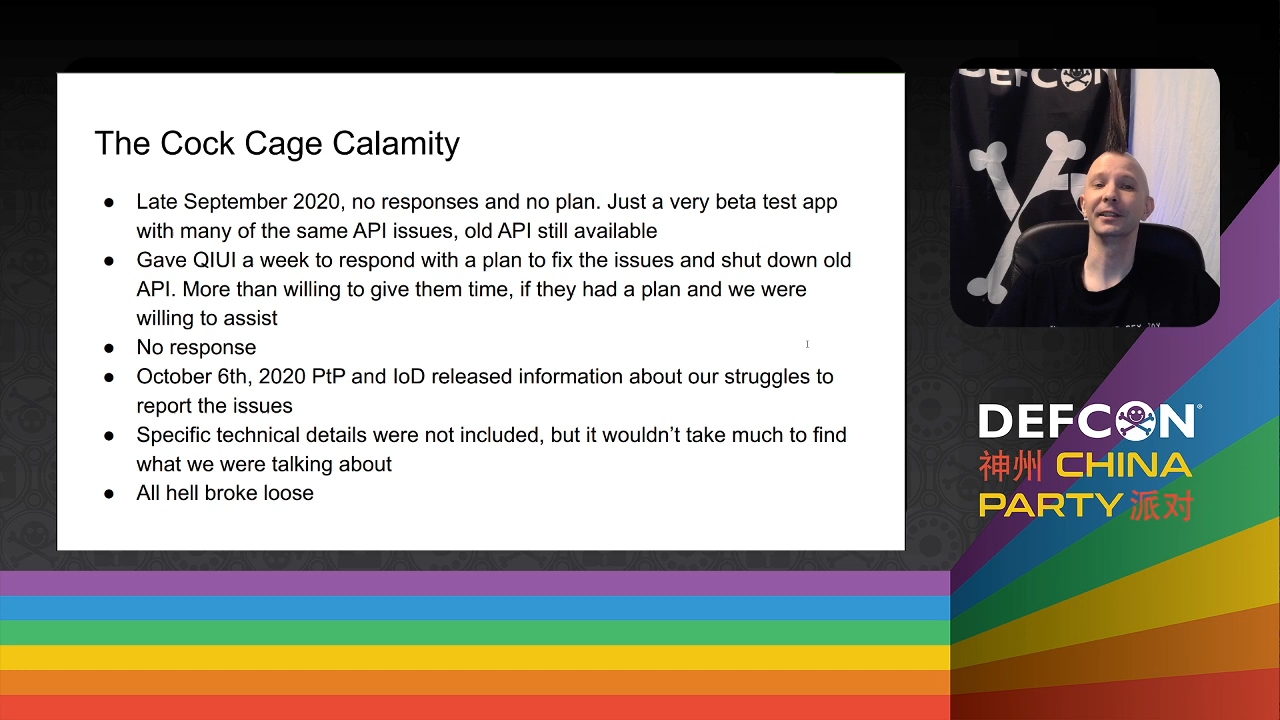 The Cock Cage Calamity
● Late September 2020, no responses and no plan. Just a very beta test app
with many of the same API issues, old API still available
● Gave QIUI a week to respond with a plan to fix the issues and shut down old
API. More than willing to give them time, if they had a plan and we were
willing to assist
● No response
● October 6th, 2020 PtP and IoD released information about our struggles to
report the issues
● Specific technical details were not included, but it wouldn't take much to find
what we were talking about
● All hell broke loose
DEFCON
DEFCON®
神州 CHINA
PARTY 派对